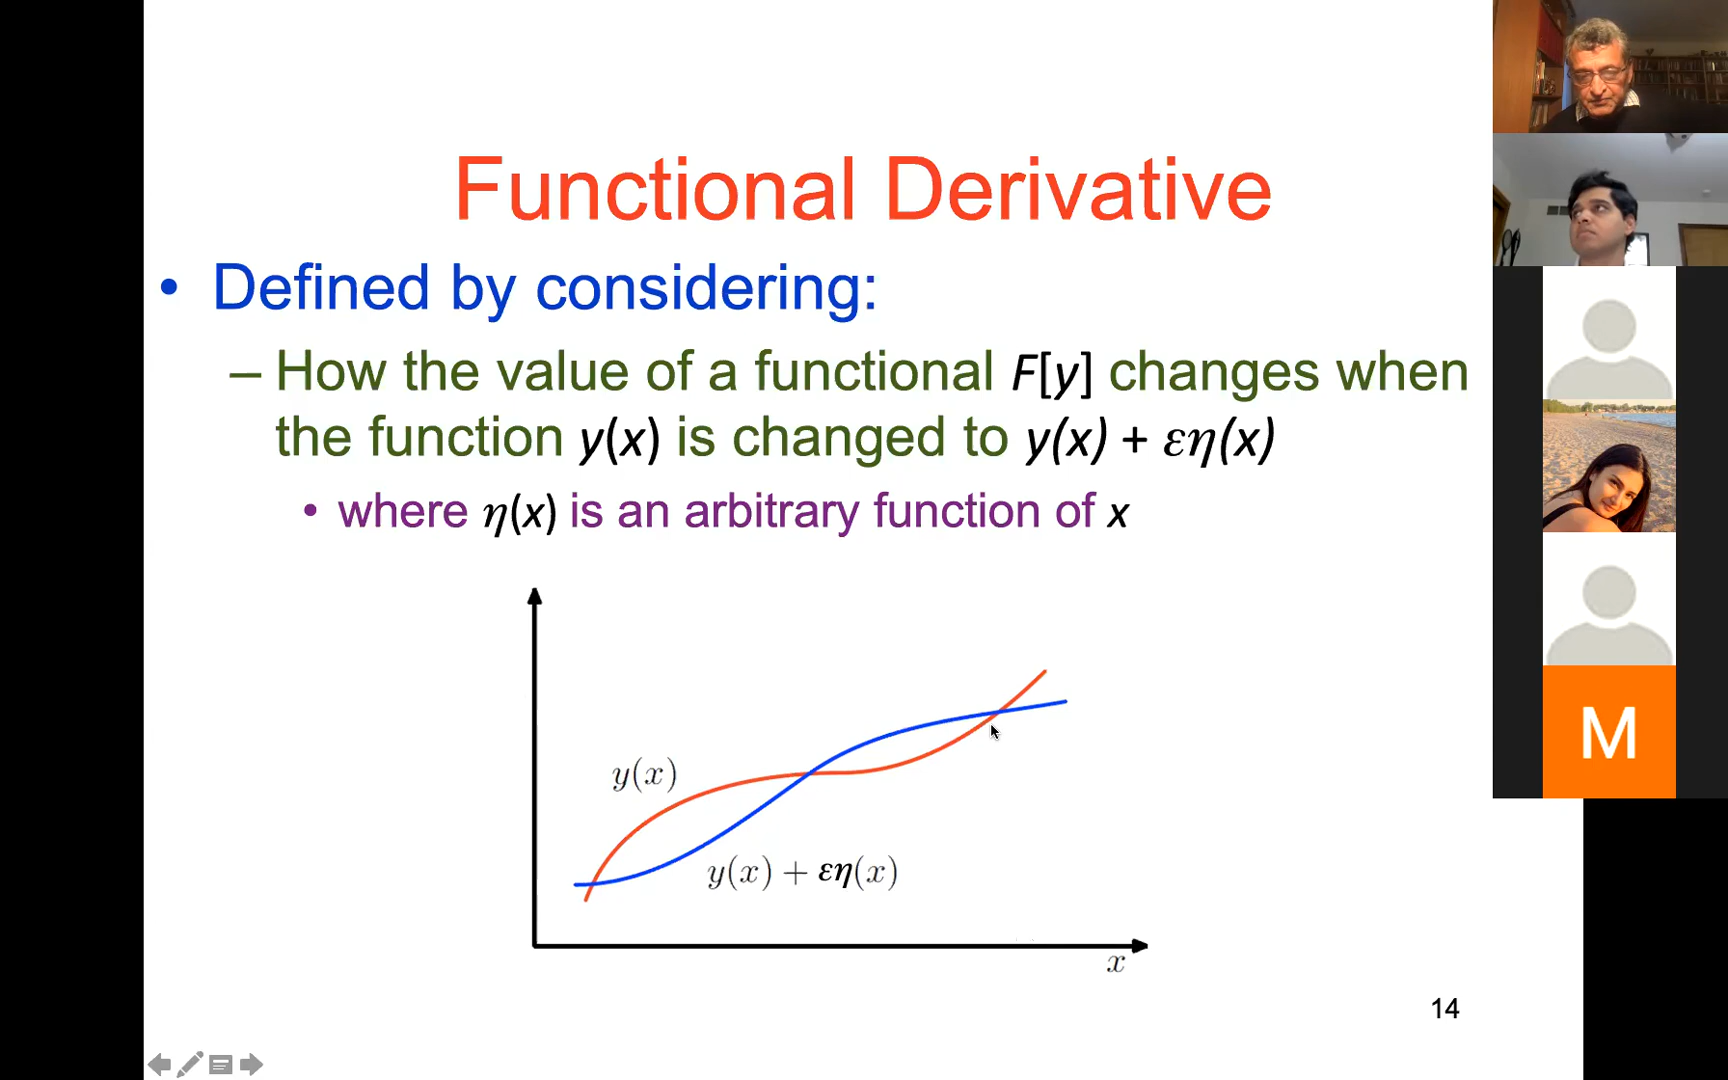 Functional Derivative
• Defined by considering:
– How the value of a functional F[y] changes when
the function y(x) is changed to y(x) + εη(x)
• where η(x) is an arbitrary function of x
y(x)
y(x) + εη(x)
x
14
M